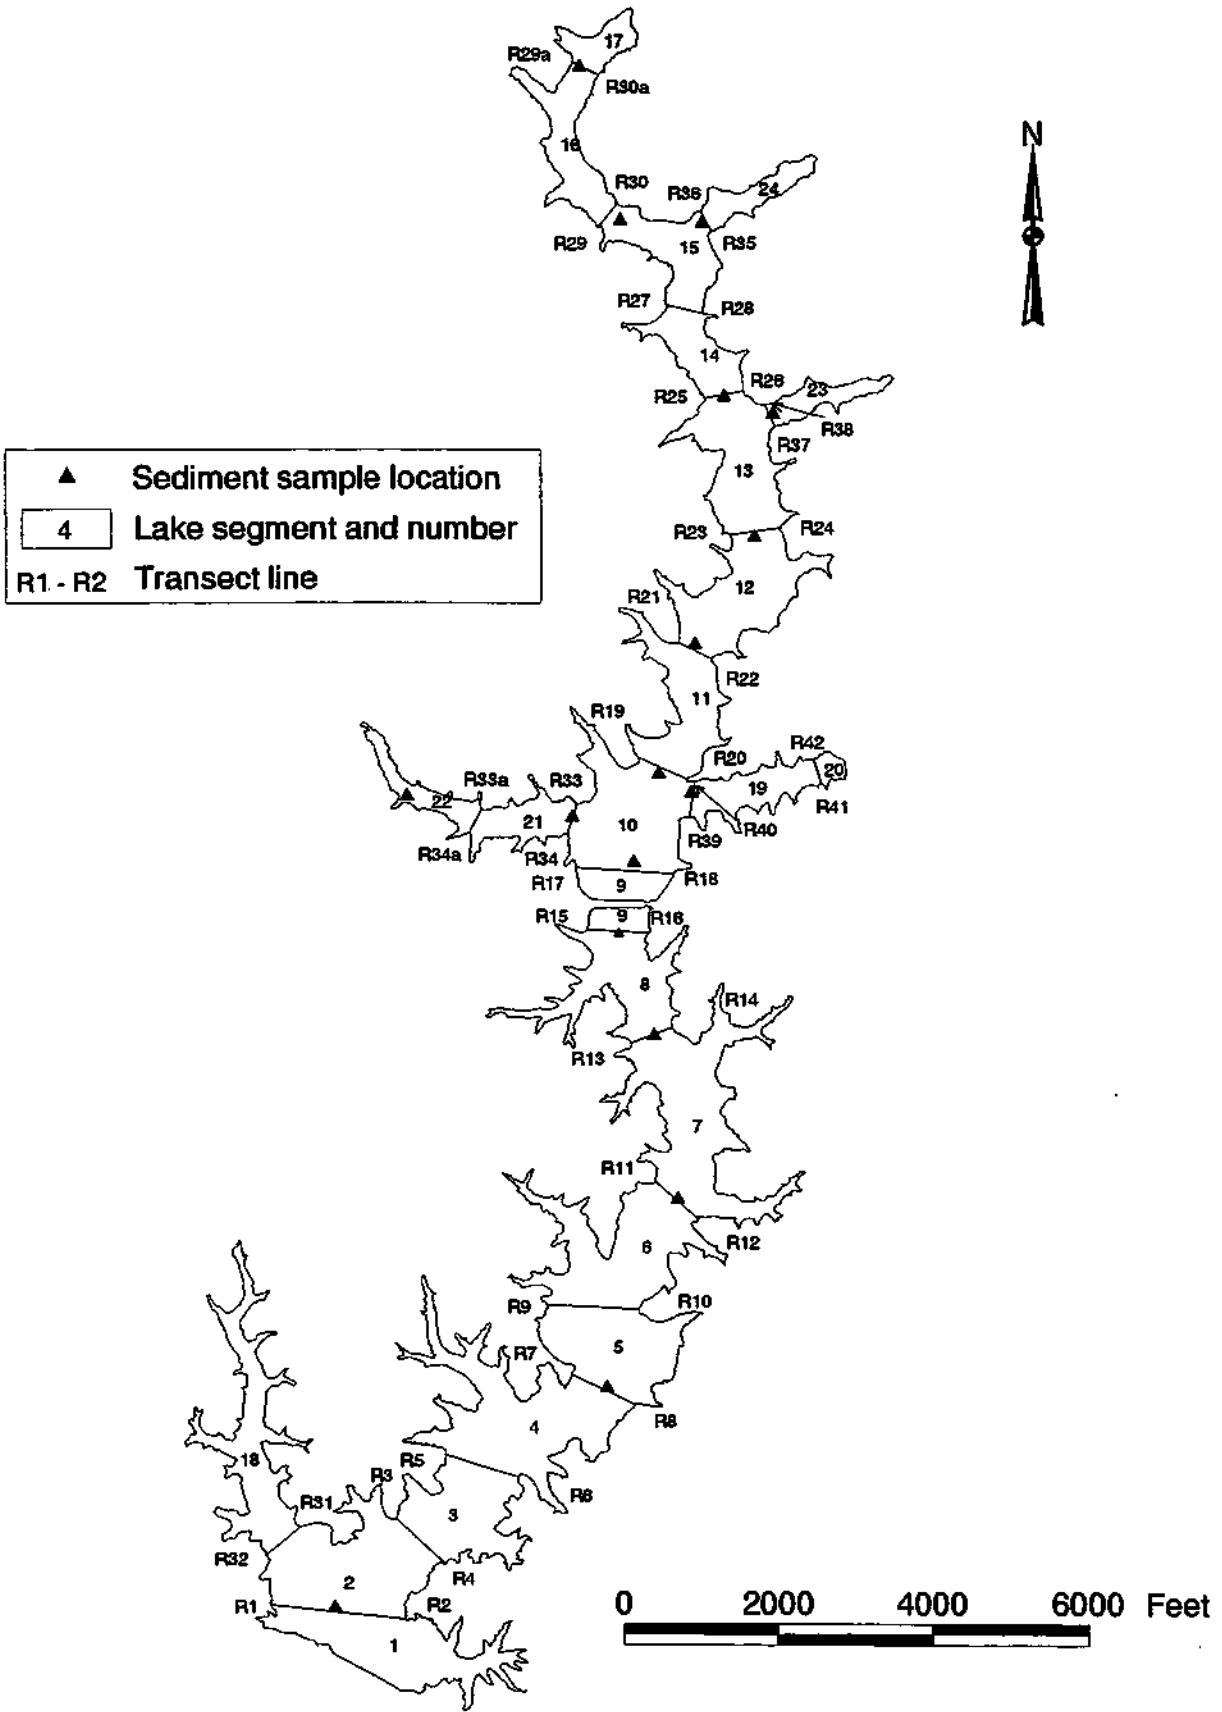 17
R29a
R30a
N
16
R30
R36
24
R29
15
R35
R27
R28
14
R26
23
R25
R38
R37
Sediment sample location
13
4 Lake segment and number
R23
R24
R1 - R2 Transect line
12
R21
R22
11
R19
R20
R42
20
R33a
R33
19
22
R41
21
10
R39
R40
R34a
R34
R17
9
R18
R15
9
R16
8
R14
R13
7
R11
R12
6
R9
R10
5
R7
R8
4
18
R5
R3
R6
R31
3
R32
R4
2
R1
R2
0 2000 4000 6000 Feet
1